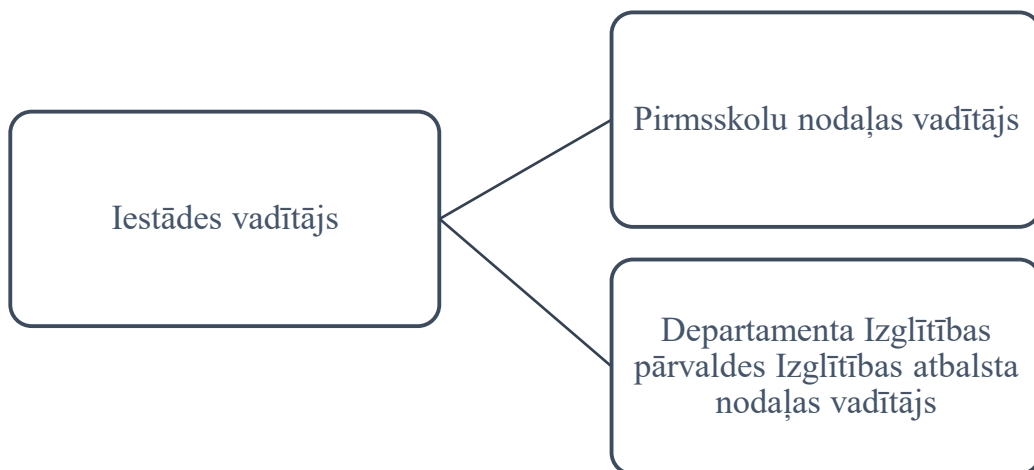 Iestādes vadītājs
Pirmsskolu nodaļas vadītājs
Departamenta Izglītības
pārvaldes Izglītības atbalsta
nodaļas vadītājs